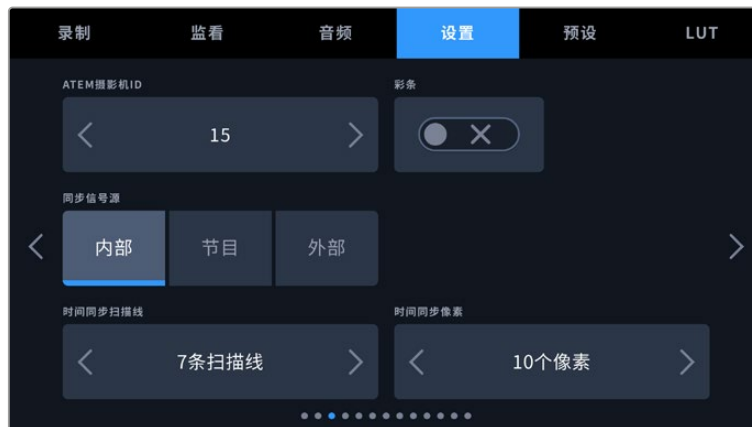 录制 监看 音频 设置 预设 LUT
ATEM摄影机ID 彩条
15
同步信号源
内部 节目 外部
时间同步扫描线 时间同步像素
7条扫描线 10个像素